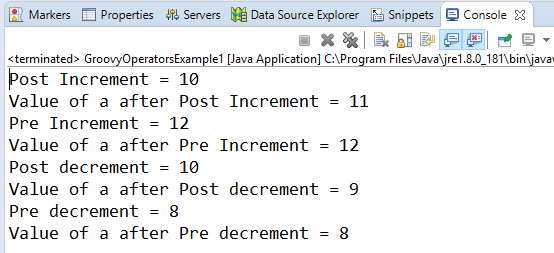 Markers Properties Servers Data Source Explorer Snippets Console
<terminated> GroovyOperatorsExample1 [Java Application] C:\Program Files\Java\jre1.8.0_181\bin\javaw
Post Increment = 10
Value of a after Post Increment = 11
Pre Increment = 12
Value of a after Pre Increment = 12
Post decrement = 10
Value of a after Post decrement = 9
Pre decrement = 8
Value of a after Pre decrement = 8